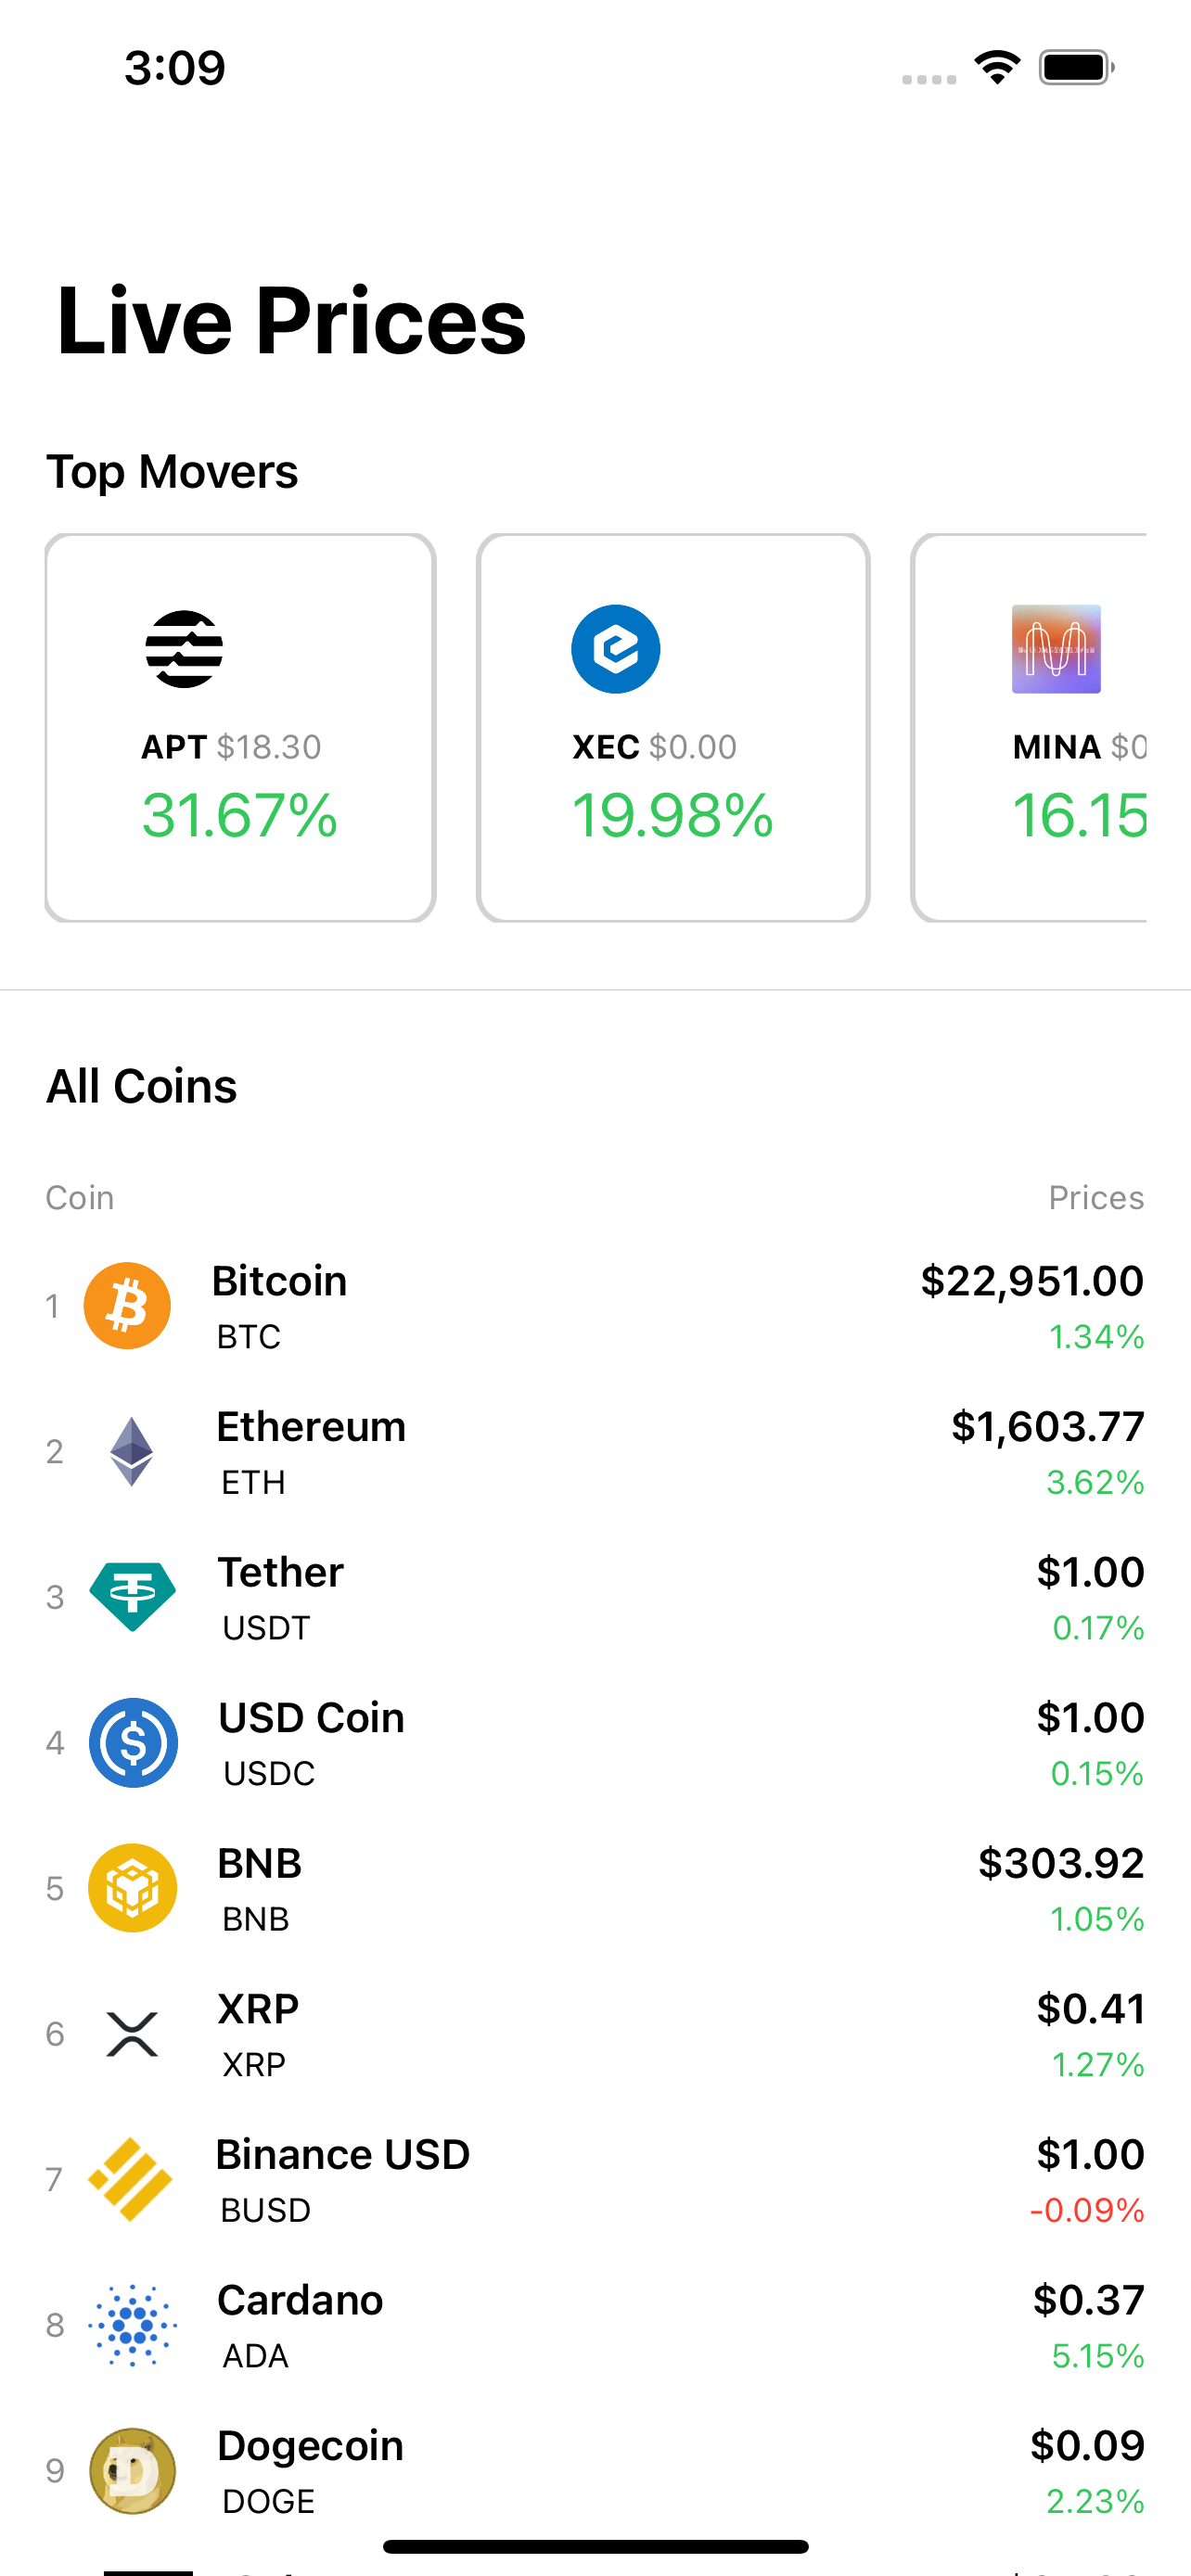 3:09
Live Prices
Top Movers
APT $18.30
31.67%
XEC $0.00
19.98%
MINA $0
16.15
All Coins
Coin Prices
1 Bitcoin $22,951.00
BTC 1.34%
2 Ethereum $1,603.77
ETH 3.62%
3 Tether $1.00
USDT 0.17%
4 USD Coin $1.00
USDC 0.15%
5 BNB $303.92
BNB 1.05%
6 XRP $0.41
XRP 1.27%
7 Binance USD $1.00
BUSD -0.09%
8 Cardano $0.37
ADA 5.15%
9 Dogecoin $0.09
DOGE 2.23%